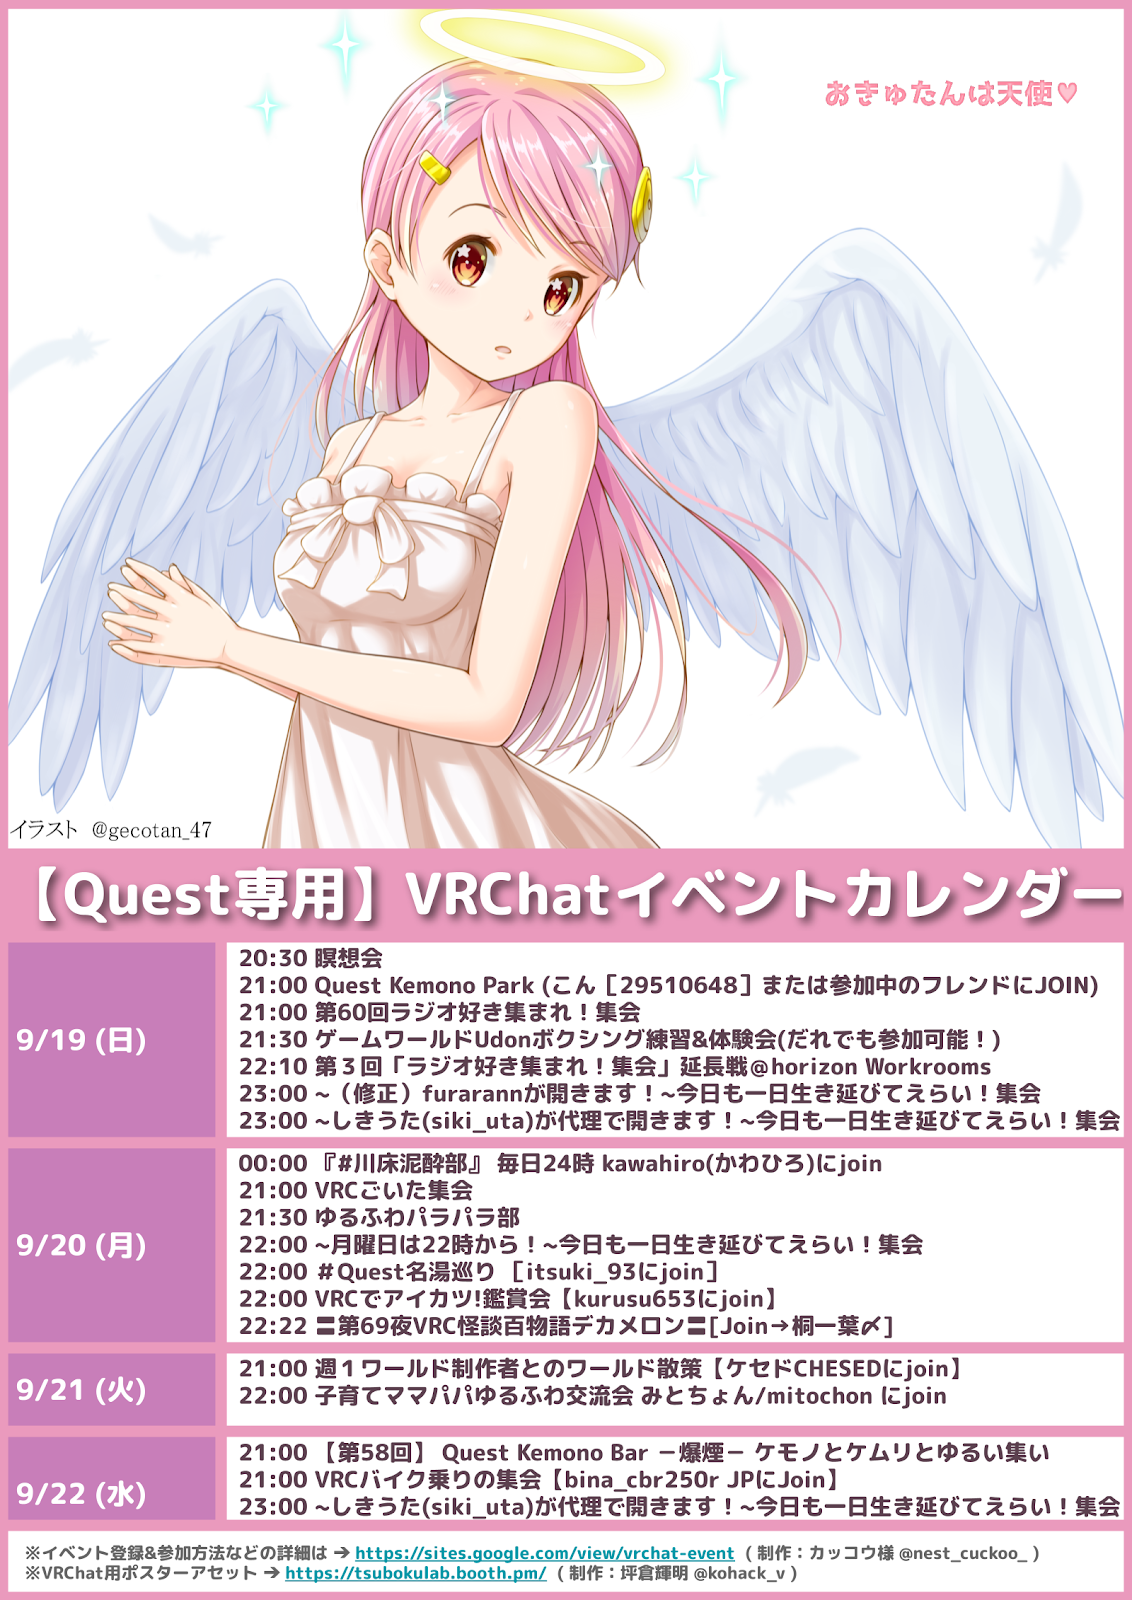 おきゅたんは天使♥
イラスト @gecotan_47
【Quest専用】VRChatイベントカレンダー
9/19 (日)
20:30 瞑想会
21:00 Quest Kemono Park (こん［29510648］または参加中のフレンドにJOIN)
21:00 第60回ラジオ好き集まれ！集会
21:30 ゲームワールドUdonボクシング練習&体験会(だれでも参加可能！)
22:10 第３回「ラジオ好き集まれ！集会」延長戦@horizon Workrooms
23:00 ~（修正）furarannが開きます！~今日も一日生き延びてえらい！集会
23:00 ~しきうた(siki_uta)が代理で開きます！~今日も一日生き延びてえらい！集会
9/20 (月)
00:00 『#川床泥酔部』 毎日24時 kawahiro(かわひろ)にjoin
21:00 VRCごいた集会
21:30 ゆるふわパラパラ部
22:00 ~月曜日は22時から！~今日も一日生き延びてえらい！集会
22:00 ＃Quest名湯巡り ［itsuki_93にjoin］
22:00 VRCでアイカツ!鑑賞会【kurusu653にjoin】
22:22 〓第69夜VRC怪談百物語デカメロン〓[Join→桐一葉〆]
9/21 (火)
21:00 週１ワールド制作者とのワールド散策【ケセドCHESEDにjoin】
22:00 子育てママパパゆるふわ交流会 みとちょん/mitochon にjoin
9/22 (水)
21:00 【第58回】 Quest Kemono Bar －爆煙－ ケモノとケムリとゆるい集い
21:00 VRCバイク乗りの集会【bina_cbr250r JPにJoin】
23:00 ~しきうた(siki_uta)が代理で開きます！~今日も一日生き延びてえらい！集会
※イベント登録&参加方法などの詳細は → https://sites.google.com/view/vrchat-event ( 制作：カッコウ様 @nest_cuckoo_ )
※VRChat用ポスターアセット → https://tsubokulab.booth.pm/ ( 制作：坪倉輝明 @kohack_v )